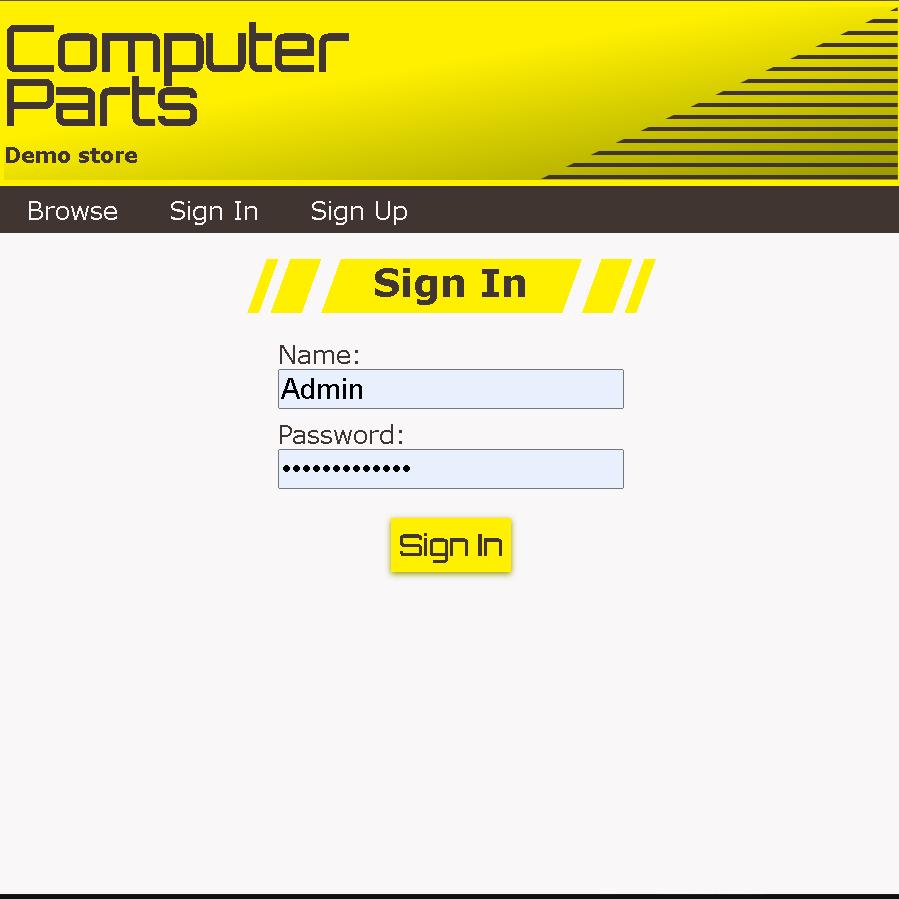 Computer
Parts
Demo store
Browse Sign In Sign Up
Sign In
Name:
Admin
Password:
•••••••••••••
Sign In